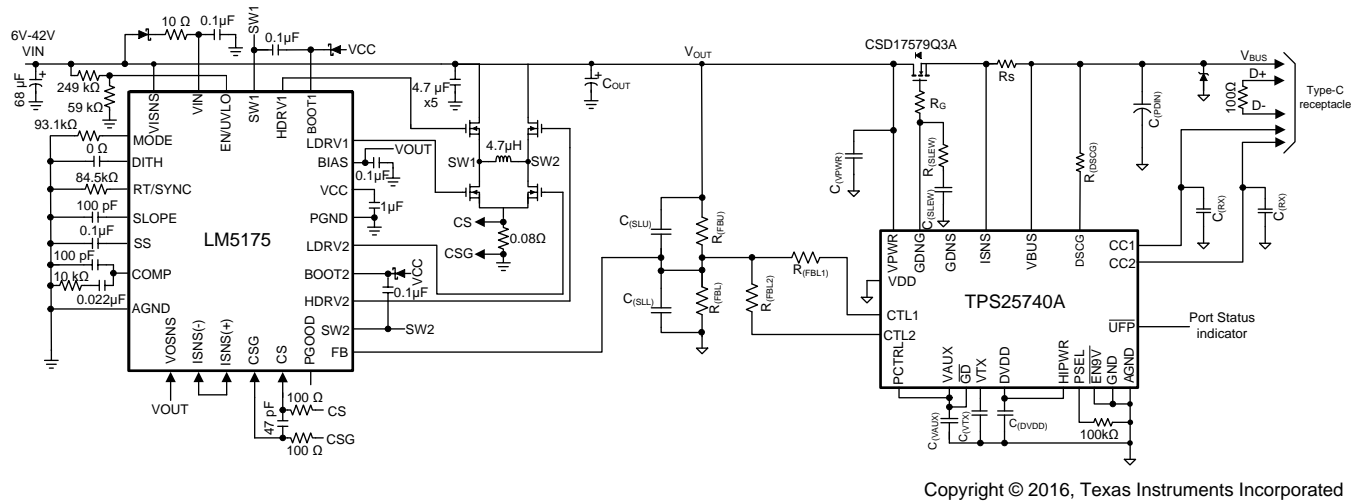 6V-42V
VIN
10 Ω
0.1µF
SW1
0.1µF
VCC
68 µF
249 kΩ
59 kΩ
VISNS
VIN
EN/UVLO
SW1
HDRV1
BOOT1
93.1kΩ
MODE
0 Ω
DITH
84.5kΩ
RT/SYNC
100 pF
SLOPE
0.1µF
SS
100 pF
COMP
10 kΩ
0.022µF
AGND
LM5175
LDRV1
BIAS
VOUT
0.1µF
VCC
1µF
PGND
LDRV2
BOOT2
VCC
0.1µF
HDRV2
SW2
SW2
FB
VOSNS
ISNS(-)
ISNS(+)
CSG
CS
PGOOD
VOUT
100 Ω
CS
47 pF
CSG
100 Ω
4.7 µF
x5
SW1
4.7µH
SW2
CS
0.08Ω
CSG
COUT
VOUT
C(SLU)
R(FBU)
C(SLL)
R(FBL)
R(FBL1)
R(FBL2)
CSD17579Q3A
RS
RG
C(VPWR)
R(SLEW)
C(SLEW)
R(DSCG)
C(PDIN)
VBUS
D+
100Ω
D-
Type-C
receptacle
C(RX)
C(RX)
VPWR
GDNG
GDNS
ISNS
VBUS
DSCG
CC1
CC2
VDD
TPS25740A
CTL1
CTL2
UFP
Port Status
indicator
PCTRL
VAUX
GD
VTX
DVDD
HIPWR
PSEL
EN9V
GND
AGND
C(VAUX)
C(VTX)
C(DVDD)
100kΩ
Copyright © 2016, Texas Instruments Incorporated